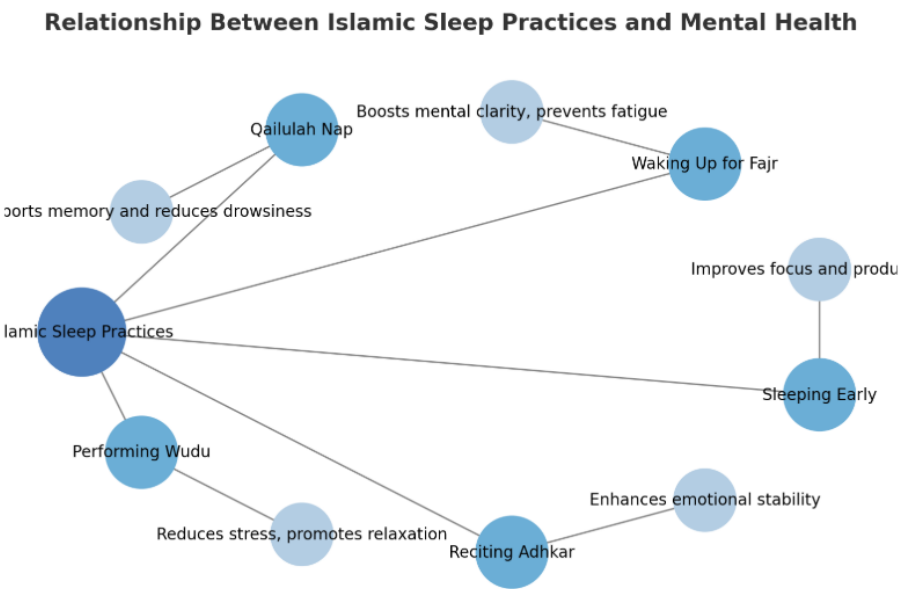 Relationship Between Islamic Sleep Practices and Mental Health
Boosts mental clarity, prevents fatigue
Qailulah Nap
Waking Up for Fajr
ports memory and reduces drowsiness
Improves focus and produ
lamic Sleep Practices
Sleeping Early
Performing Wudu
Enhances emotional stability
Reduces stress, promotes relaxation
Reciting Adhkar